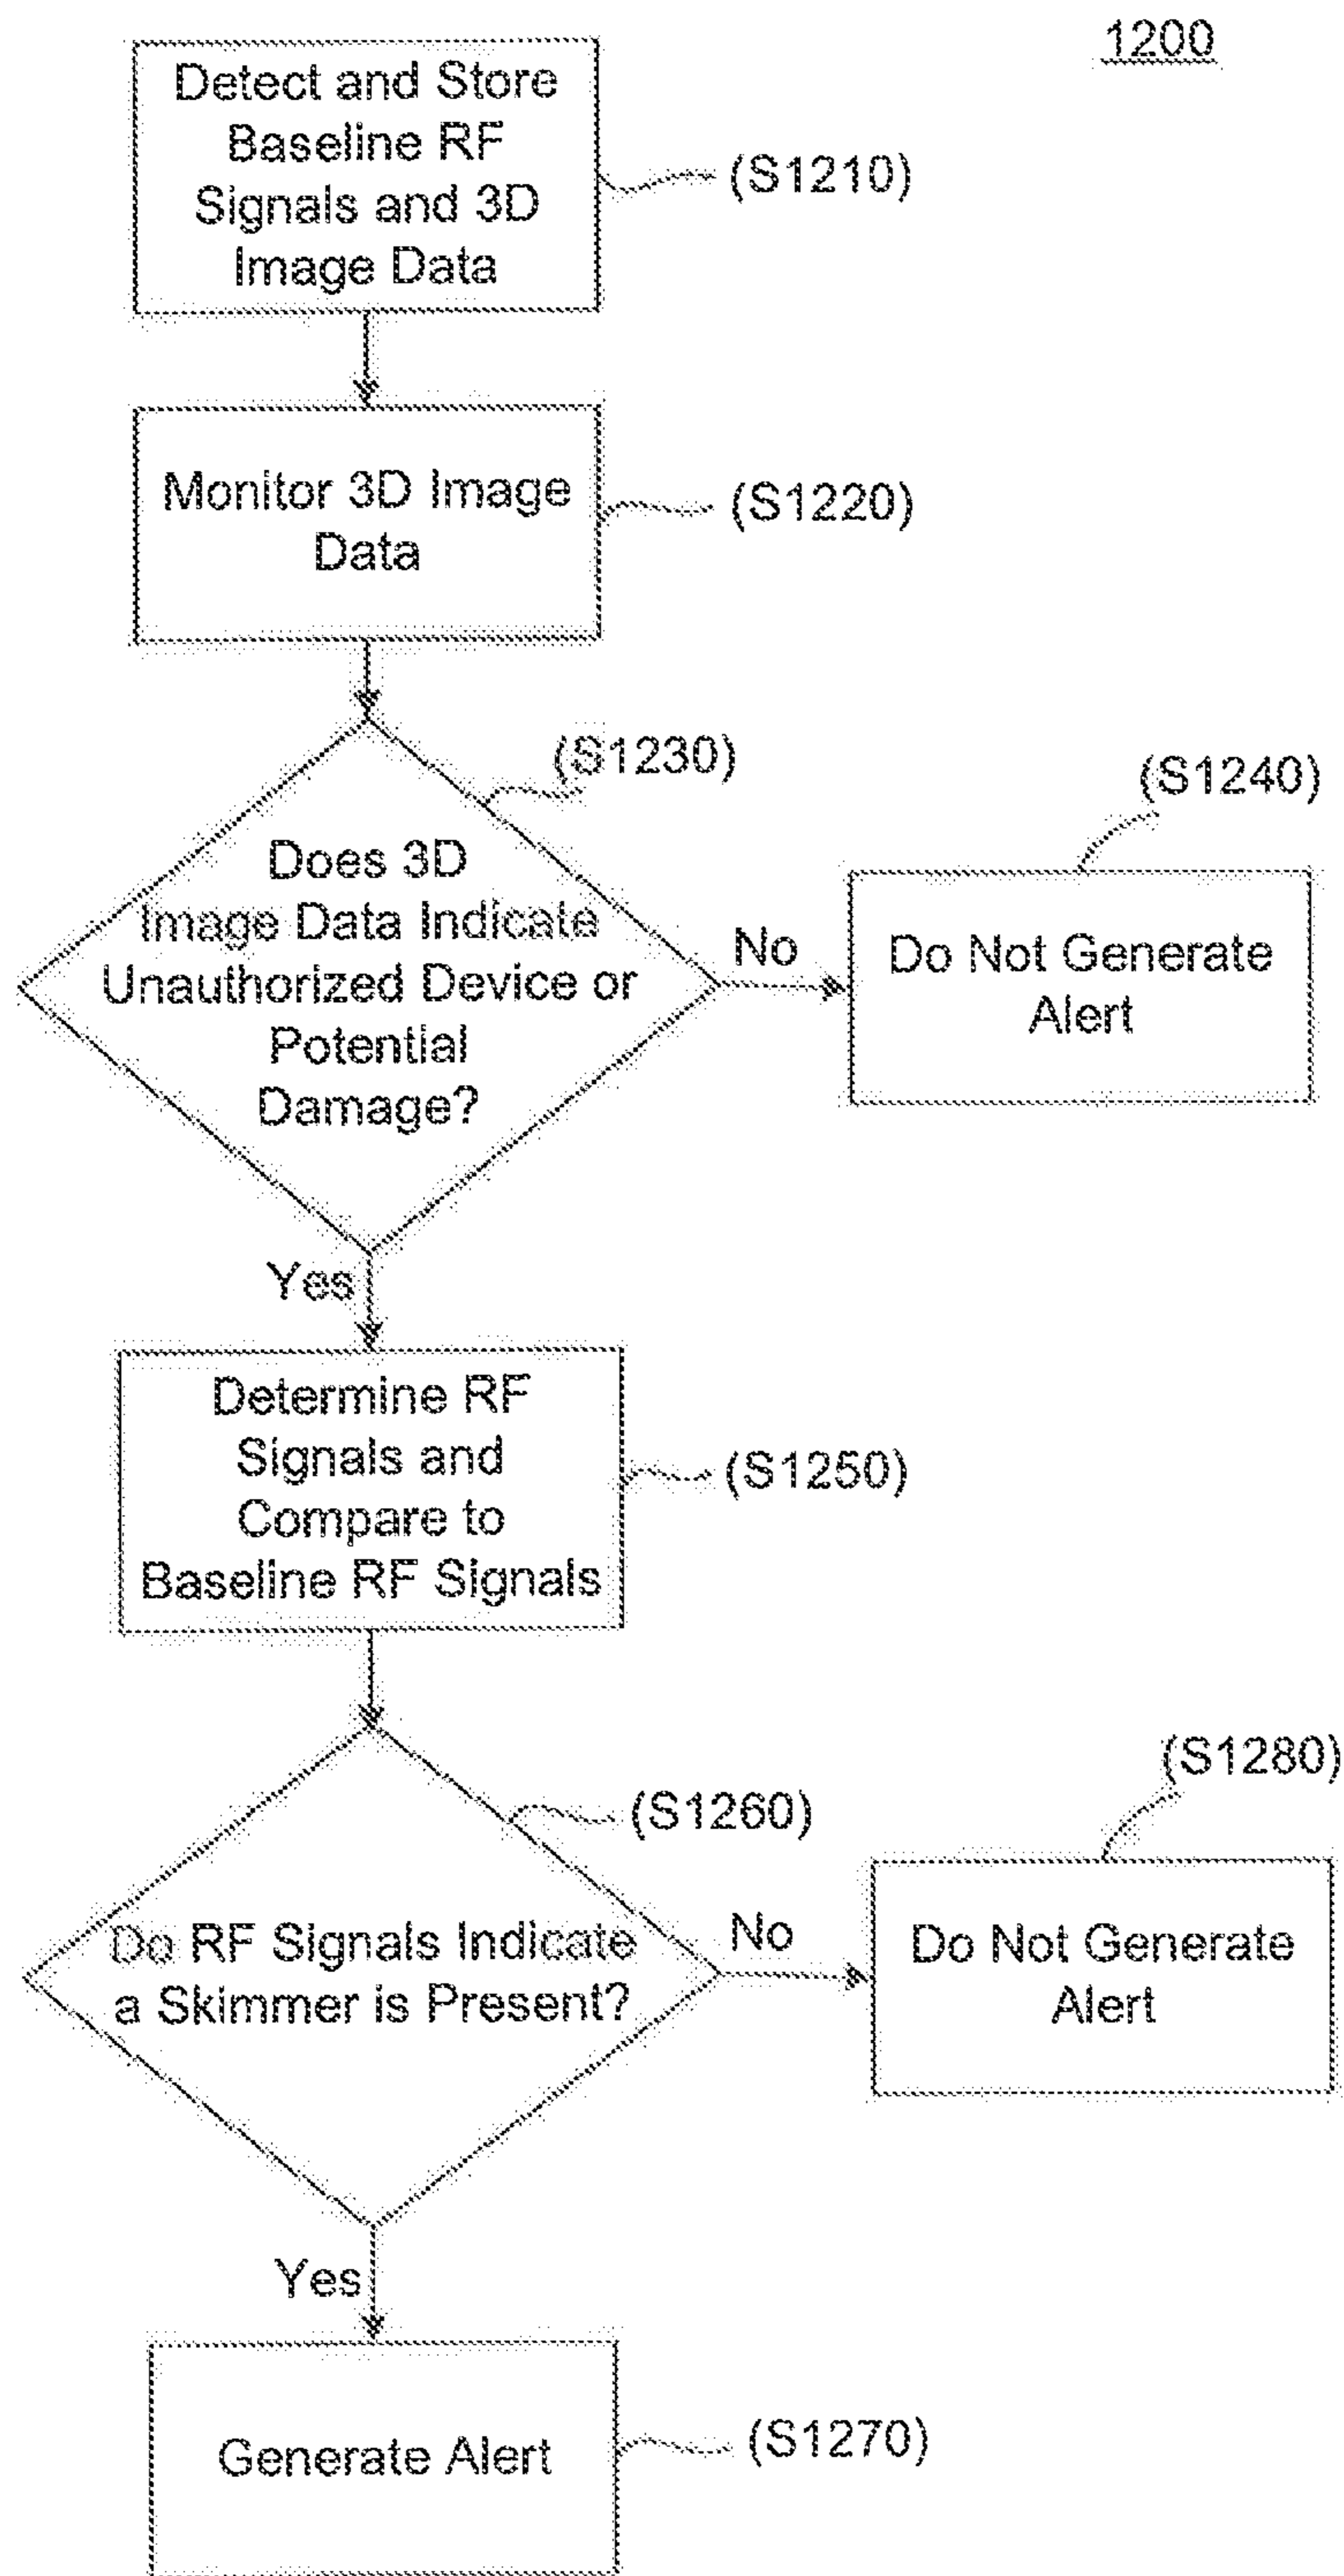 1200
Detect and Store
Baseline RF
Signals and 3D
Image Data
(S1210)
Monitor 3D Image
Data
(S1220)
(S1230)
Does 3D
Image Data Indicate
Unauthorized Device or
Potential
Damage?
No
(S1240)
Do Not Generate
Alert
Yes
Determine RF
Signals and
Compare to
Baseline RF Signals
(S1250)
(S1260)
Do RF Signals Indicate
a Skimmer is Present?
No
(S1280)
Do Not Generate
Alert
Yes
Generate Alert
(S1270)